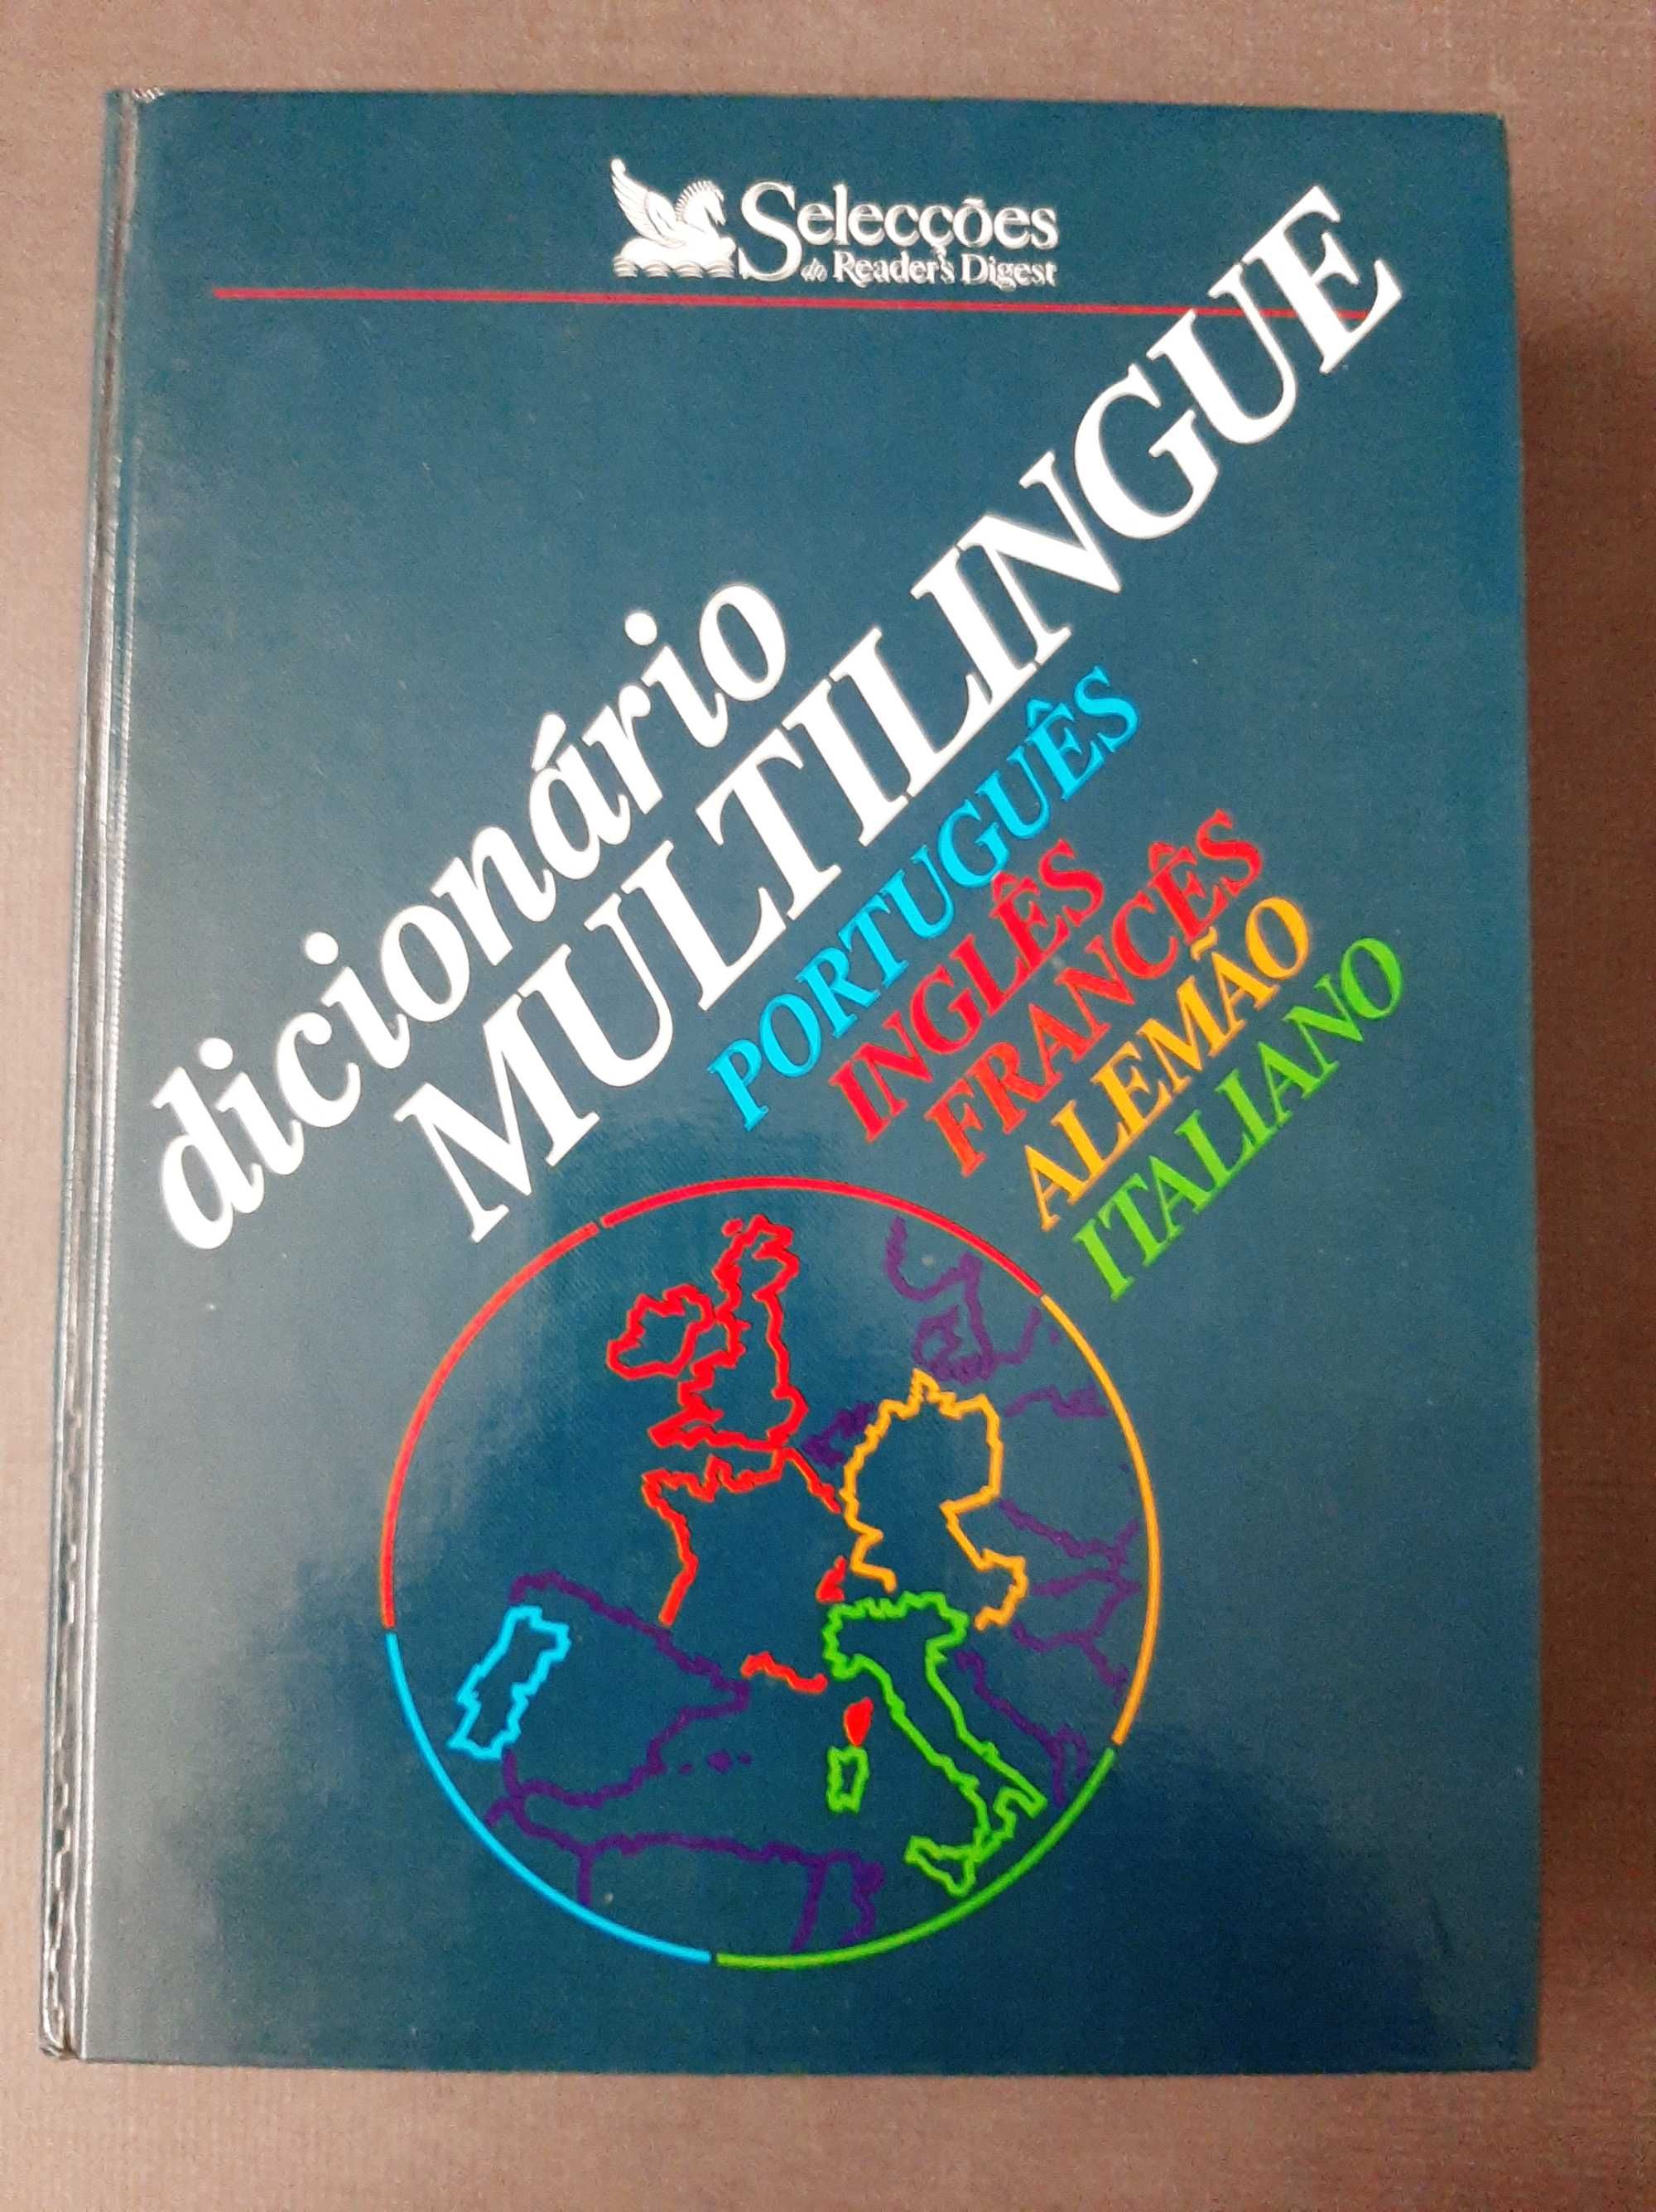 Selecções
do Reader's Digest
dicionário
MULTILINGUE
PORTUGUÊS
INGLÊS
FRANCÊS
ALEMÃO
ITALIANO